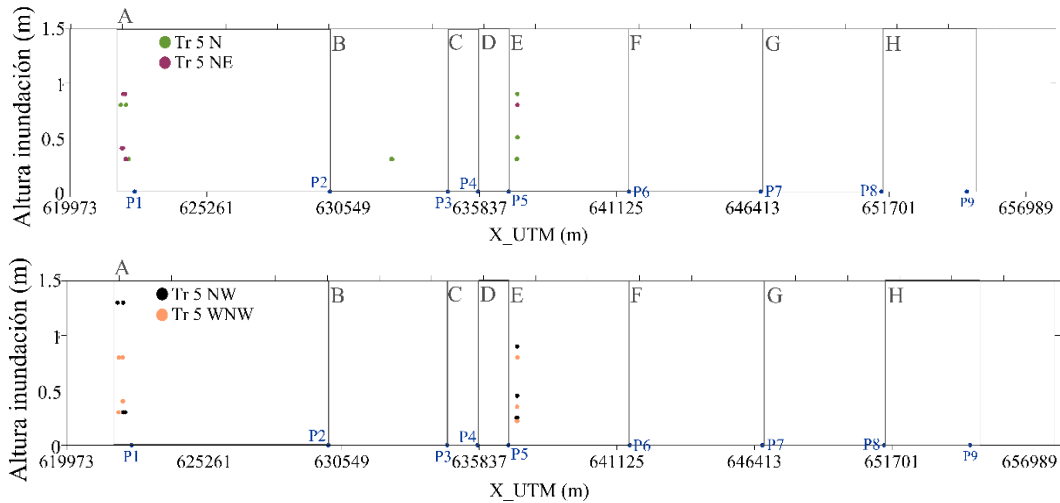 A
1.5
Tr 5 N
Tr 5 NE
B
C
D
E
F
G
H
1
0.5
0
Altura inundación (m)
P1
P2
P3
P4
P5
P6
P7
P8
P9
619973
625261
630549
635837
641125
646413
651701
656989
X_UTM (m)
A
1.5
Tr 5 NW
Tr 5 WNW
B
C
D
E
F
G
H
1
0.5
0
Altura inundación (m)
P1
P2
P3
P4
P5
P6
P7
P8
P9
619973
625261
630549
635837
641125
646413
651701
656989
X_UTM (m)